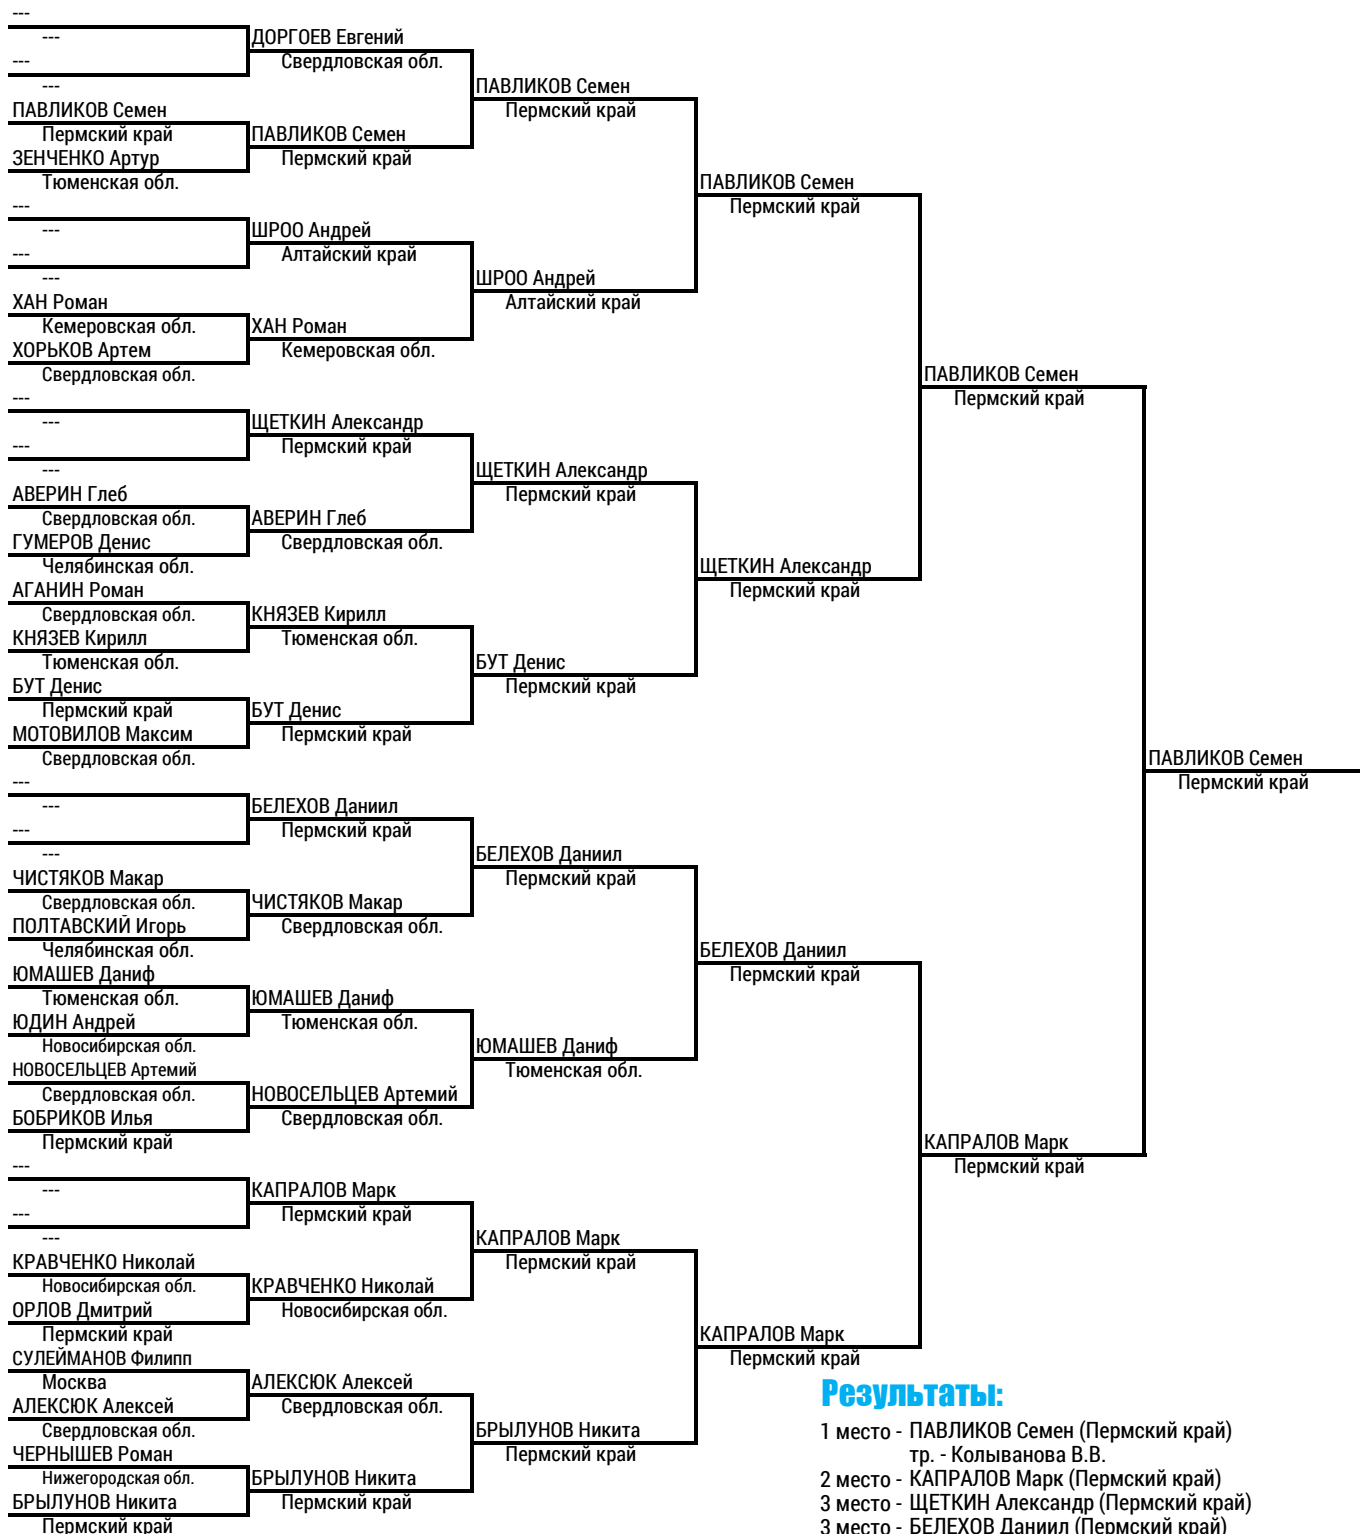 ---
---
---
---
ПАВЛИКОВ Семен
Пермский край
ЗЕНЧЕНКО Артур
Тюменская обл.
---
---
---
---
ХАН Роман
Кемеровская обл.
ХОРЬКОВ Артем
Свердловская обл.
---
---
---
---
АВЕРИН Глеб
Свердловская обл.
ГУМЕРОВ Денис
Челябинская обл.
АГАНИН Роман
Свердловская обл.
КНЯЗЕВ Кирилл
Тюменская обл.
БУТ Денис
Пермский край
МОТОВИЛОВ Максим
Свердловская обл.
---
---
---
---
ЧИСТЯКОВ Макар
Свердловская обл.
ПОЛТАВСКИЙ Игорь
Челябинская обл.
ЮМАШЕВ Даниф
Тюменская обл.
ЮДИН Андрей
Новосибирская обл.
НОВОСЕЛЬЦЕВ Артемий
Свердловская обл.
БОБРИКОВ Илья
Пермский край
---
---
---
---
КРАВЧЕНКО Николай
Новосибирская обл.
ОРЛОВ Дмитрий
Пермский край
СУЛЕЙМАНОВ Филипп
Москва
АЛЕКСЮК Алексей
Свердловская обл.
ЧЕРНЫШЕВ Роман
Нижегородская обл.
БРЫЛУНОВ Никита
Пермский край
ДОРГОЕВ Евгений
Свердловская обл.
ПАВЛИКОВ Семен
Пермский край
ШРОО Андрей
Алтайский край
ХАН Роман
Кемеровская обл.
ЩЕТКИН Александр
Пермский край
АВЕРИН Глеб
Свердловская обл.
КНЯЗЕВ Кирилл
Тюменская обл.
БУТ Денис
Пермский край
БЕЛЕХОВ Даниил
Пермский край
ЧИСТЯКОВ Макар
Свердловская обл.
ЮМАШЕВ Даниф
Тюменская обл.
НОВОСЕЛЬЦЕВ Артемий
Свердловская обл.
КАПРАЛОВ Марк
Пермский край
КРАВЧЕНКО Николай
Новосибирская обл.
АЛЕКСЮК Алексей
Свердловская обл.
БРЫЛУНОВ Никита
Пермский край
ПАВЛИКОВ Семен
Пермский край
ШРОО Андрей
Алтайский край
ЩЕТКИН Александр
Пермский край
БУТ Денис
Пермский край
БЕЛЕХОВ Даниил
Пермский край
ЮМАШЕВ Даниф
Тюменская обл.
КАПРАЛОВ Марк
Пермский край
БРЫЛУНОВ Никита
Пермский край
ПАВЛИКОВ Семен
Пермский край
ЩЕТКИН Александр
Пермский край
БЕЛЕХОВ Даниил
Пермский край
КАПРАЛОВ Марк
Пермский край
ПАВЛИКОВ Семен
Пермский край
КАПРАЛОВ Марк
Пермский край
ПАВЛИКОВ Семен
Пермский край
Результаты:
1 место - ПАВЛИКОВ Семен (Пермский край)
тр. - Колыванова В.В.
2 место - КАПРАЛОВ Марк (Пермский край)
3 место - ЩЕТКИН Александр (Пермский край)
3 место - БЕЛЕХОВ Даниил (Пермский край)